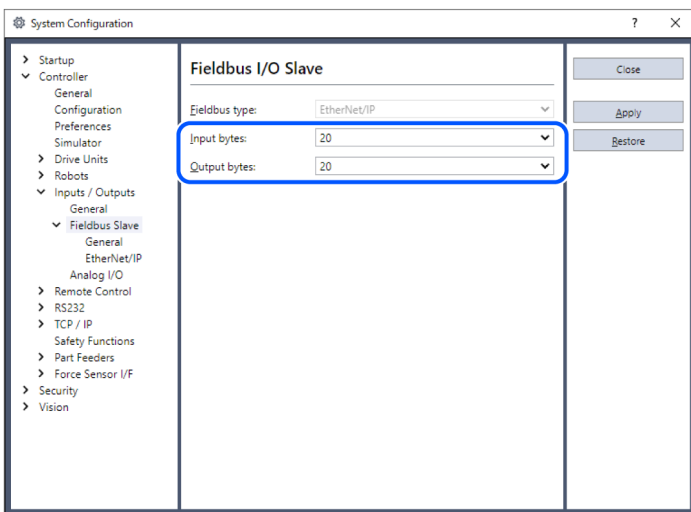 System Configuration
?
Startup
Controller
General
Configuration
Preferences
Simulator
Drive Units
Robots
Inputs / Outputs
General
Fieldbus Slave
General
EtherNet/IP
Analog I/O
Remote Control
RS232
TCP / IP
Safety Functions
Part Feeders
Force Sensor I/F
Security
Vision
Fieldbus I/O Slave
Fieldbus type: EtherNet/IP
Input bytes: 20
Output bytes: 20
Close
Apply
Restore